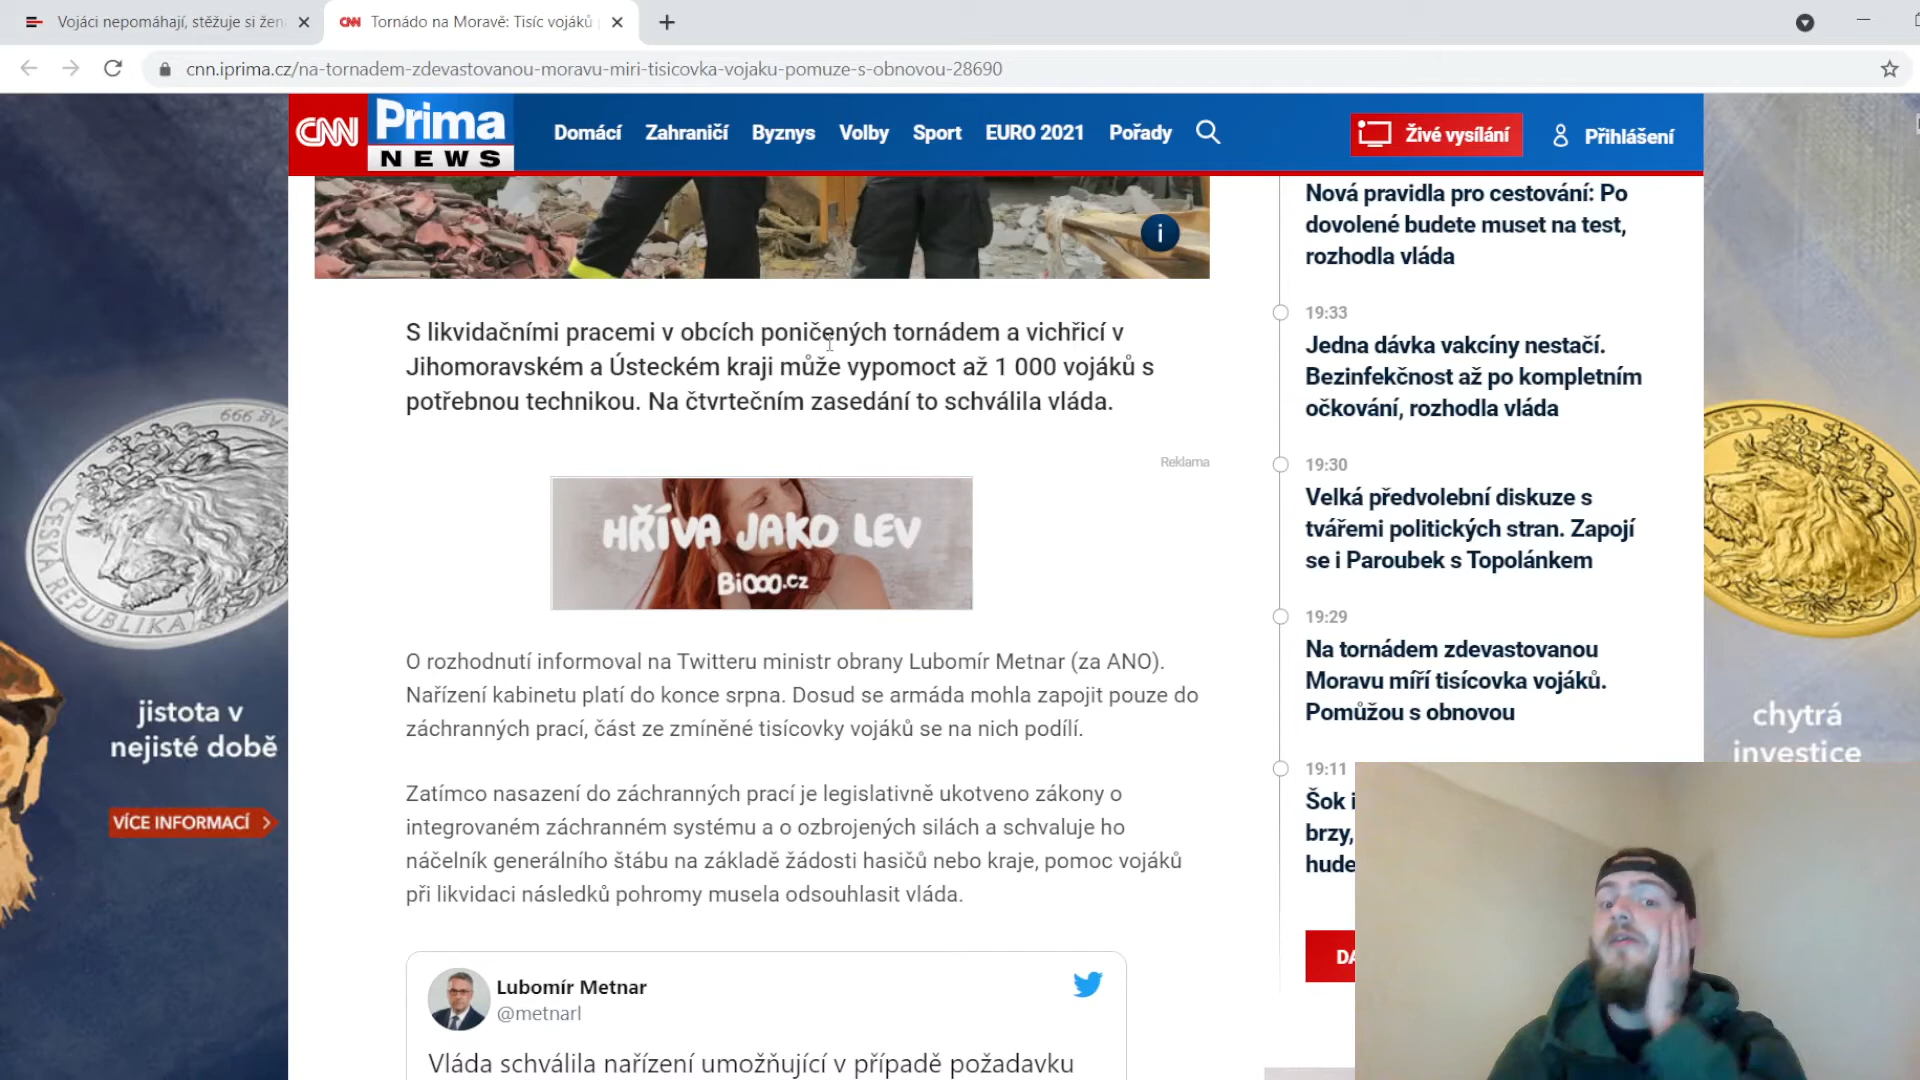 Vojáci nepomáhají, stěžuje si žen
CNN Tornádo na Moravě: Tisíc vojáků
cnn.iprima.cz/na-tornadem-zdevastovanou-moravu-miri-tisicovka-vojaku-pomuze-s-obnovou-28690
CNN Prima NEWS
Domácí Zahraničí Byznys Volby Sport EURO 2021 Pořady
Živé vysílání Přihlášení
i
S likvidačními pracemi v obcích poničených tornádem a vichřicí v
Jihomoravském a Ústeckém kraji může vypomoct až 1 000 vojáků s
potřebnou technikou. Na čtvrtečním zasedání to schválila vláda.
Reklama
HŘÍVA JAKO LEV
Biooo.cz
O rozhodnutí informoval na Twitteru ministr obrany Lubomír Metnar (za ANO).
Nařízení kabinetu platí do konce srpna. Dosud se armáda mohla zapojit pouze do
záchranných prací, část ze zmíněné tisícovky vojáků se na nich podílí.
Zatímco nasazení do záchranných prací je legislativně ukotveno zákony o
integrovaném záchranném systému a o ozbrojených silách a schvaluje ho
náčelník generálního štábu na základě žádosti hasičů nebo kraje, pomoc vojáků
při likvidaci následků pohromy musela odsouhlasit vláda.
Lubomír Metnar
@metnarl
Vláda schválila nařízení umožňující v případě požadavku
Nová pravidla pro cestování: Po
dovolené budete muset na test,
rozhodla vláda
19:33
Jedna dávka vakcíny nestačí.
Bezinfekčnost až po kompletním
očkování, rozhodla vláda
19:30
Velká předvolební diskuze s
tvářemi politických stran. Zapojí
se i Paroubek s Topolánkem
19:29
Na tornádem zdevastovanou
Moravu míří tisícovka vojáků.
Pomůžou s obnovou
19:11
Šok i
brzy,
hude
DA
ČESKÁ REPUBLIKA
Ag 999
jistota v
nejisté době
VÍCE INFORMACÍ
chytrá
investice